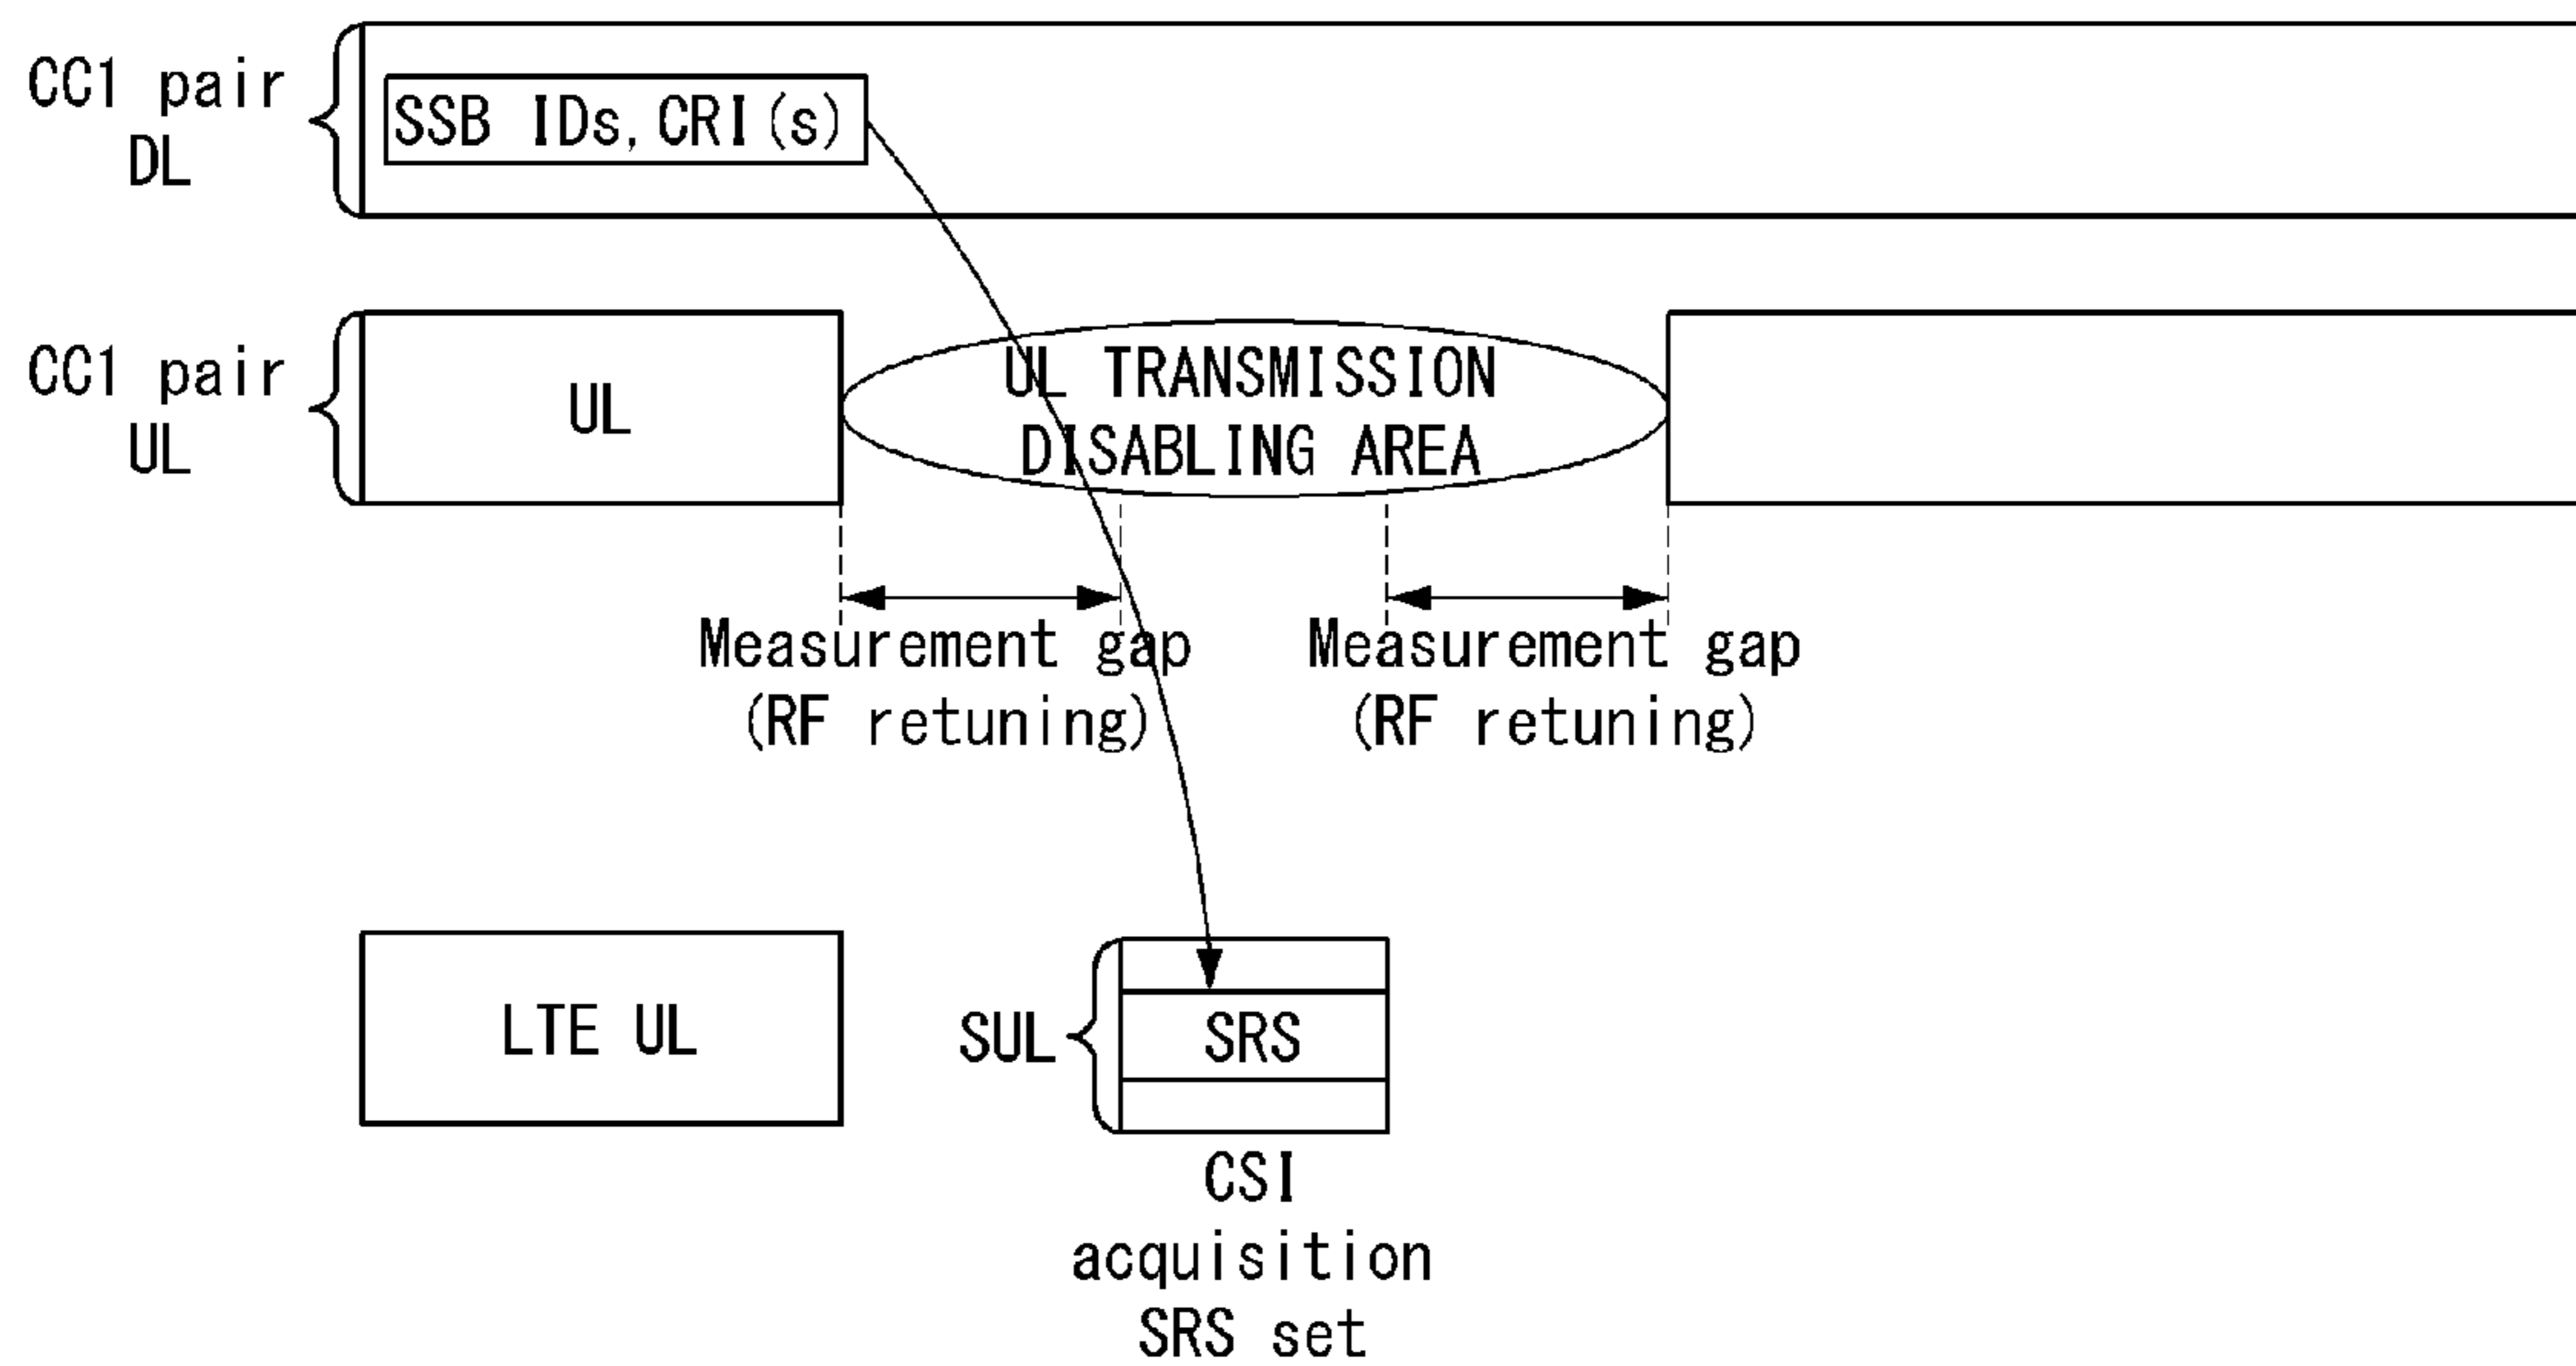 CC1 pair
DL
SSB IDs, CRI(s)
CC1 pair
UL
UL
UL TRANSMISSION
DISABLING AREA
Measurement gap
(RF retuning)
Measurement gap
(RF retuning)
LTE UL
SUL
SRS
CSI
acquisition
SRS set